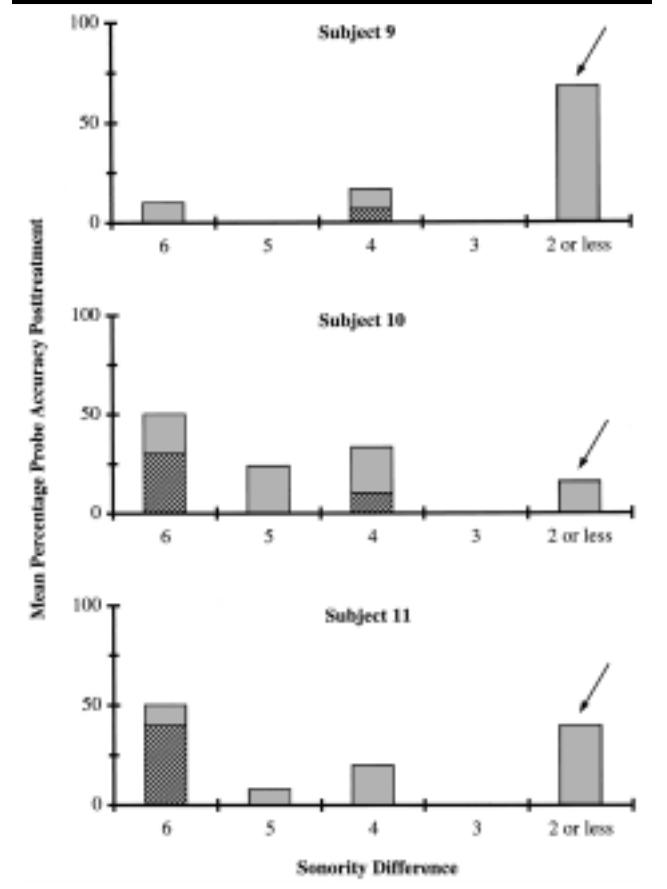 Mean Percentage Probe Accuracy Posttreatment
Subject 9
100
50
0
6 5 4 3 2 or less
Subject 10
100
50
0
6 5 4 3 2 or less
Subject 11
100
50
0
6 5 4 3 2 or less
Sonority Difference